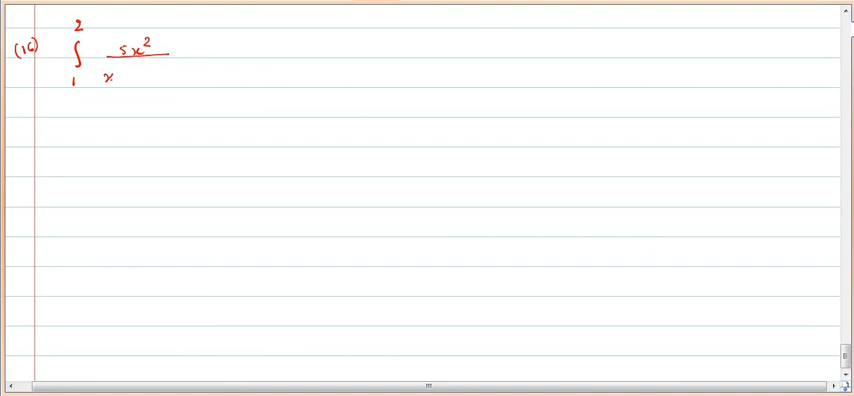 2
(16) ∫ 5x²
1 x